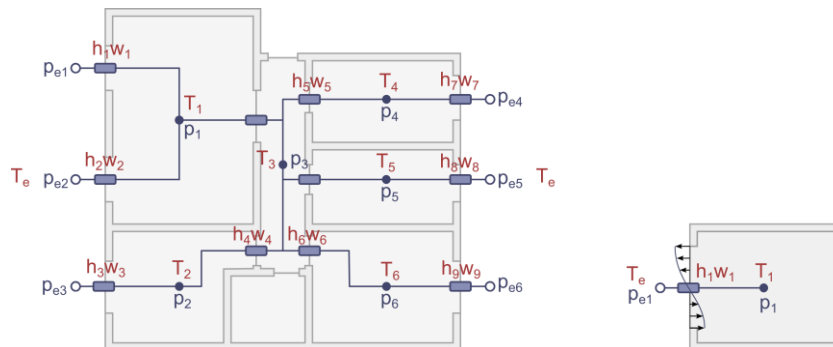 h₁w₁
pₑ₁
T₁
p₁
h₂w₂
Tₑ pₑ₂
h₃w₃
pₑ₃
T₂
p₂
h₄w₄
T₃ p₃
h₅w₅
T₄
p₄
h₇w₇
pₑ₄
T₅
p₅
h₈w₈
pₑ₅ Tₑ
h₆w₆
T₆
p₆
h₉w₉
pₑ₆
Tₑ
pₑ₁
h₁w₁
T₁
p₁